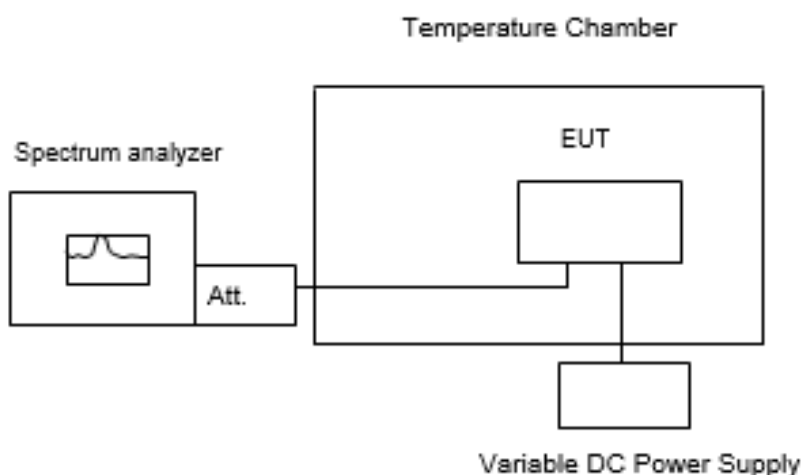 Temperature Chamber
EUT
Spectrum analyzer
Att.
Variable DC Power Supply